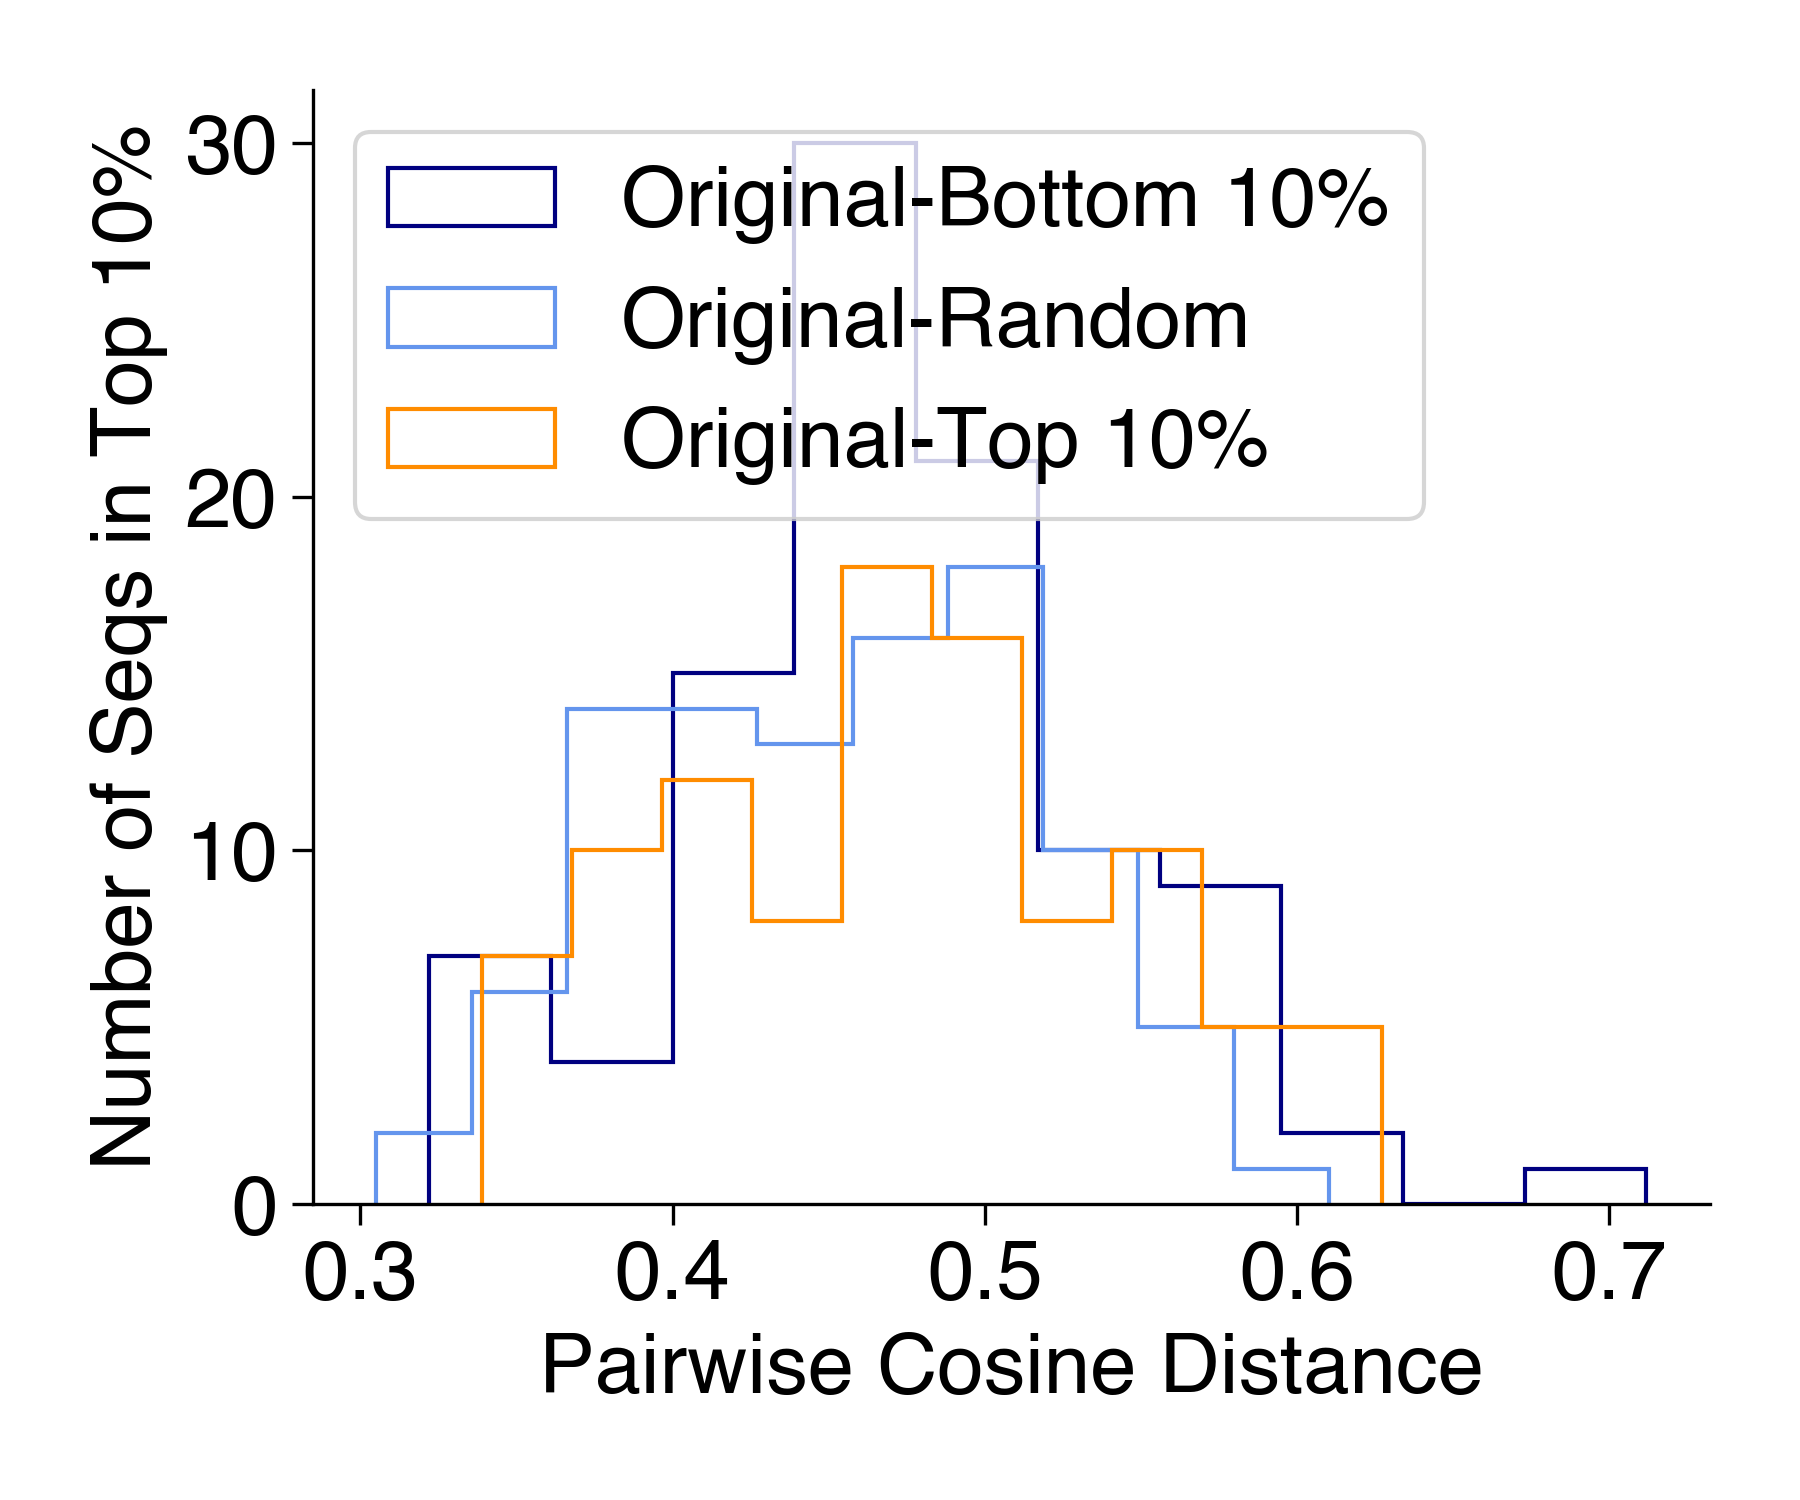 Number of Seqs in Top 10%
30
20
10
0
Original-Bottom 10%
Original-Random
Original-Top 10%
0.3 0.4 0.5 0.6 0.7
Pairwise Cosine Distance